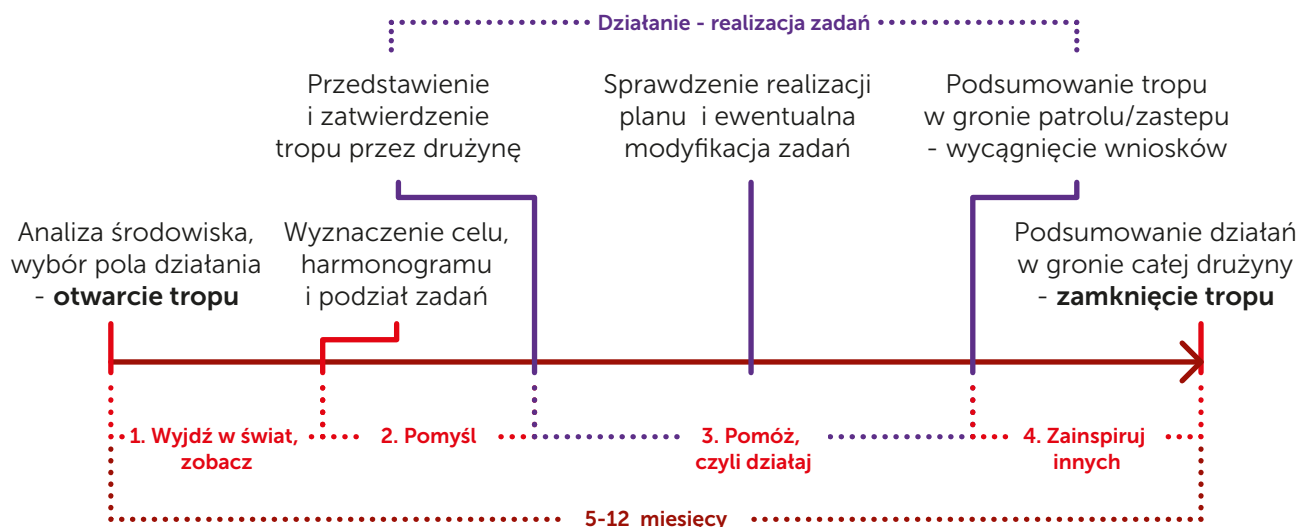 Działanie - realizacja zadań
Przedstawienie
i zatwierdzenie
tropu przez drużynę
Sprawdzenie realizacji
planu i ewentualna
modyfikacja zadań
Podsumowanie tropu
w gronie patrolu/zastepu
- wycągnięcie wniosków
Analiza środowiska,
wybór pola działania
- otwarcie tropu
Wyznaczenie celu,
harmonogramu
i podział zadań
Podsumowanie działań
w gronie całej drużyny
- zamknięcie tropu
1. Wyjdź w świat,
zobacz
2. Pomyśl
3. Pomóż,
czyli działaj
4. Zainspiruj
innych
5-12 miesięcy